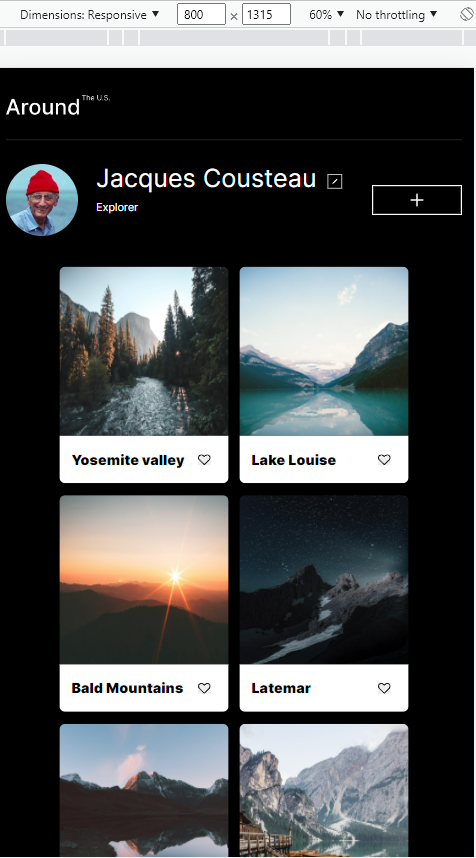 Dimensions: Responsive ▼ 800 × 1315 60% ▼ No throttling ▼
Around The U.S.
Jacques Cousteau
Explorer
Yosemite valley
Lake Louise
Bald Mountains
Latemar